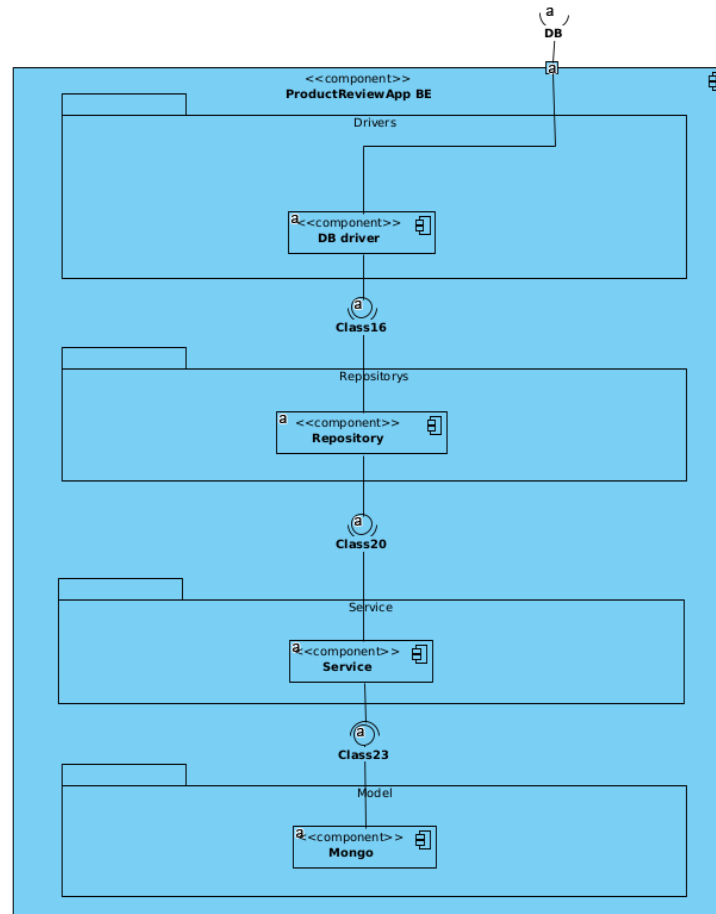 a
DB
a
<<component>>
ProductReviewApp BE
Drivers
a
<<component>>
DB driver
a
Class16
Repositorys
a
<<component>>
Repository
a
Class20
Service
a
<<component>>
Service
a
Class23
Model
a
<<component>>
Mongo